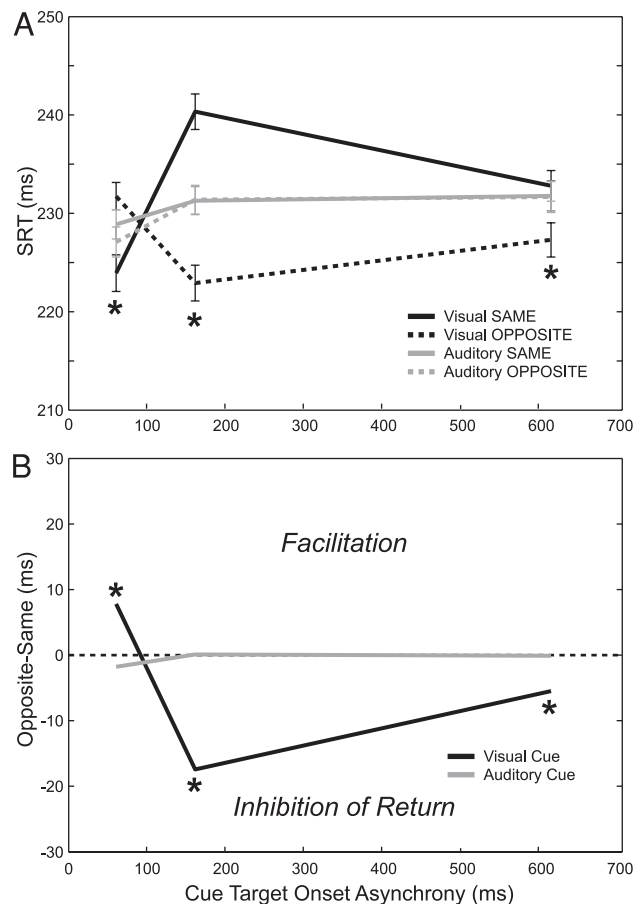 A
250
240
230
220
210
SRT (ms)
*
*
*
Visual SAME
Visual OPPOSITE
Auditory SAME
Auditory OPPOSITE
0 100 200 300 400 500 600 700
B
30
20
10
0
-10
-20
-30
Opposite-Same (ms)
Facilitation
*
*
*
Visual Cue
Auditory Cue
Inhibition of Return
0 100 200 300 400 500 600 700
Cue Target Onset Asynchrony (ms)